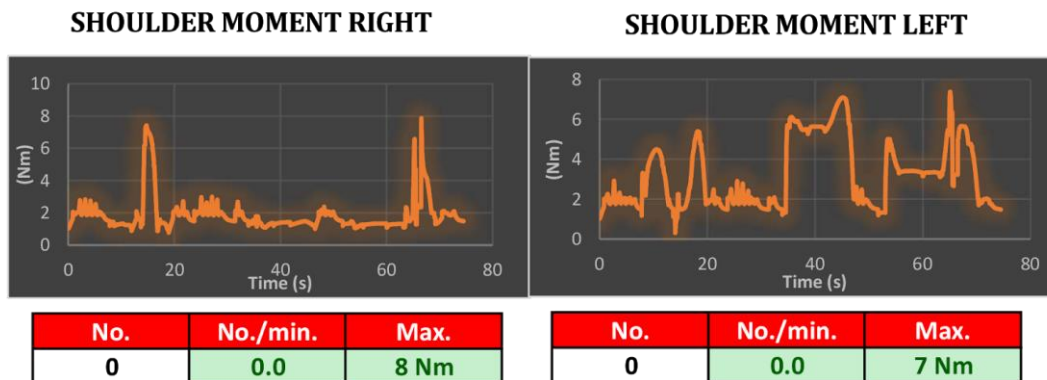 SHOULDER MOMENT RIGHT
10
8
6
4
2
0
(Nm)
0 20 40 60 80
Time (s)
No. No./min. Max.
0 0.0 8 Nm
SHOULDER MOMENT LEFT
8
6
4
2
0
(Nm)
0 20 40 60 80
Time (s)
No. No./min. Max.
0 0.0 7 Nm